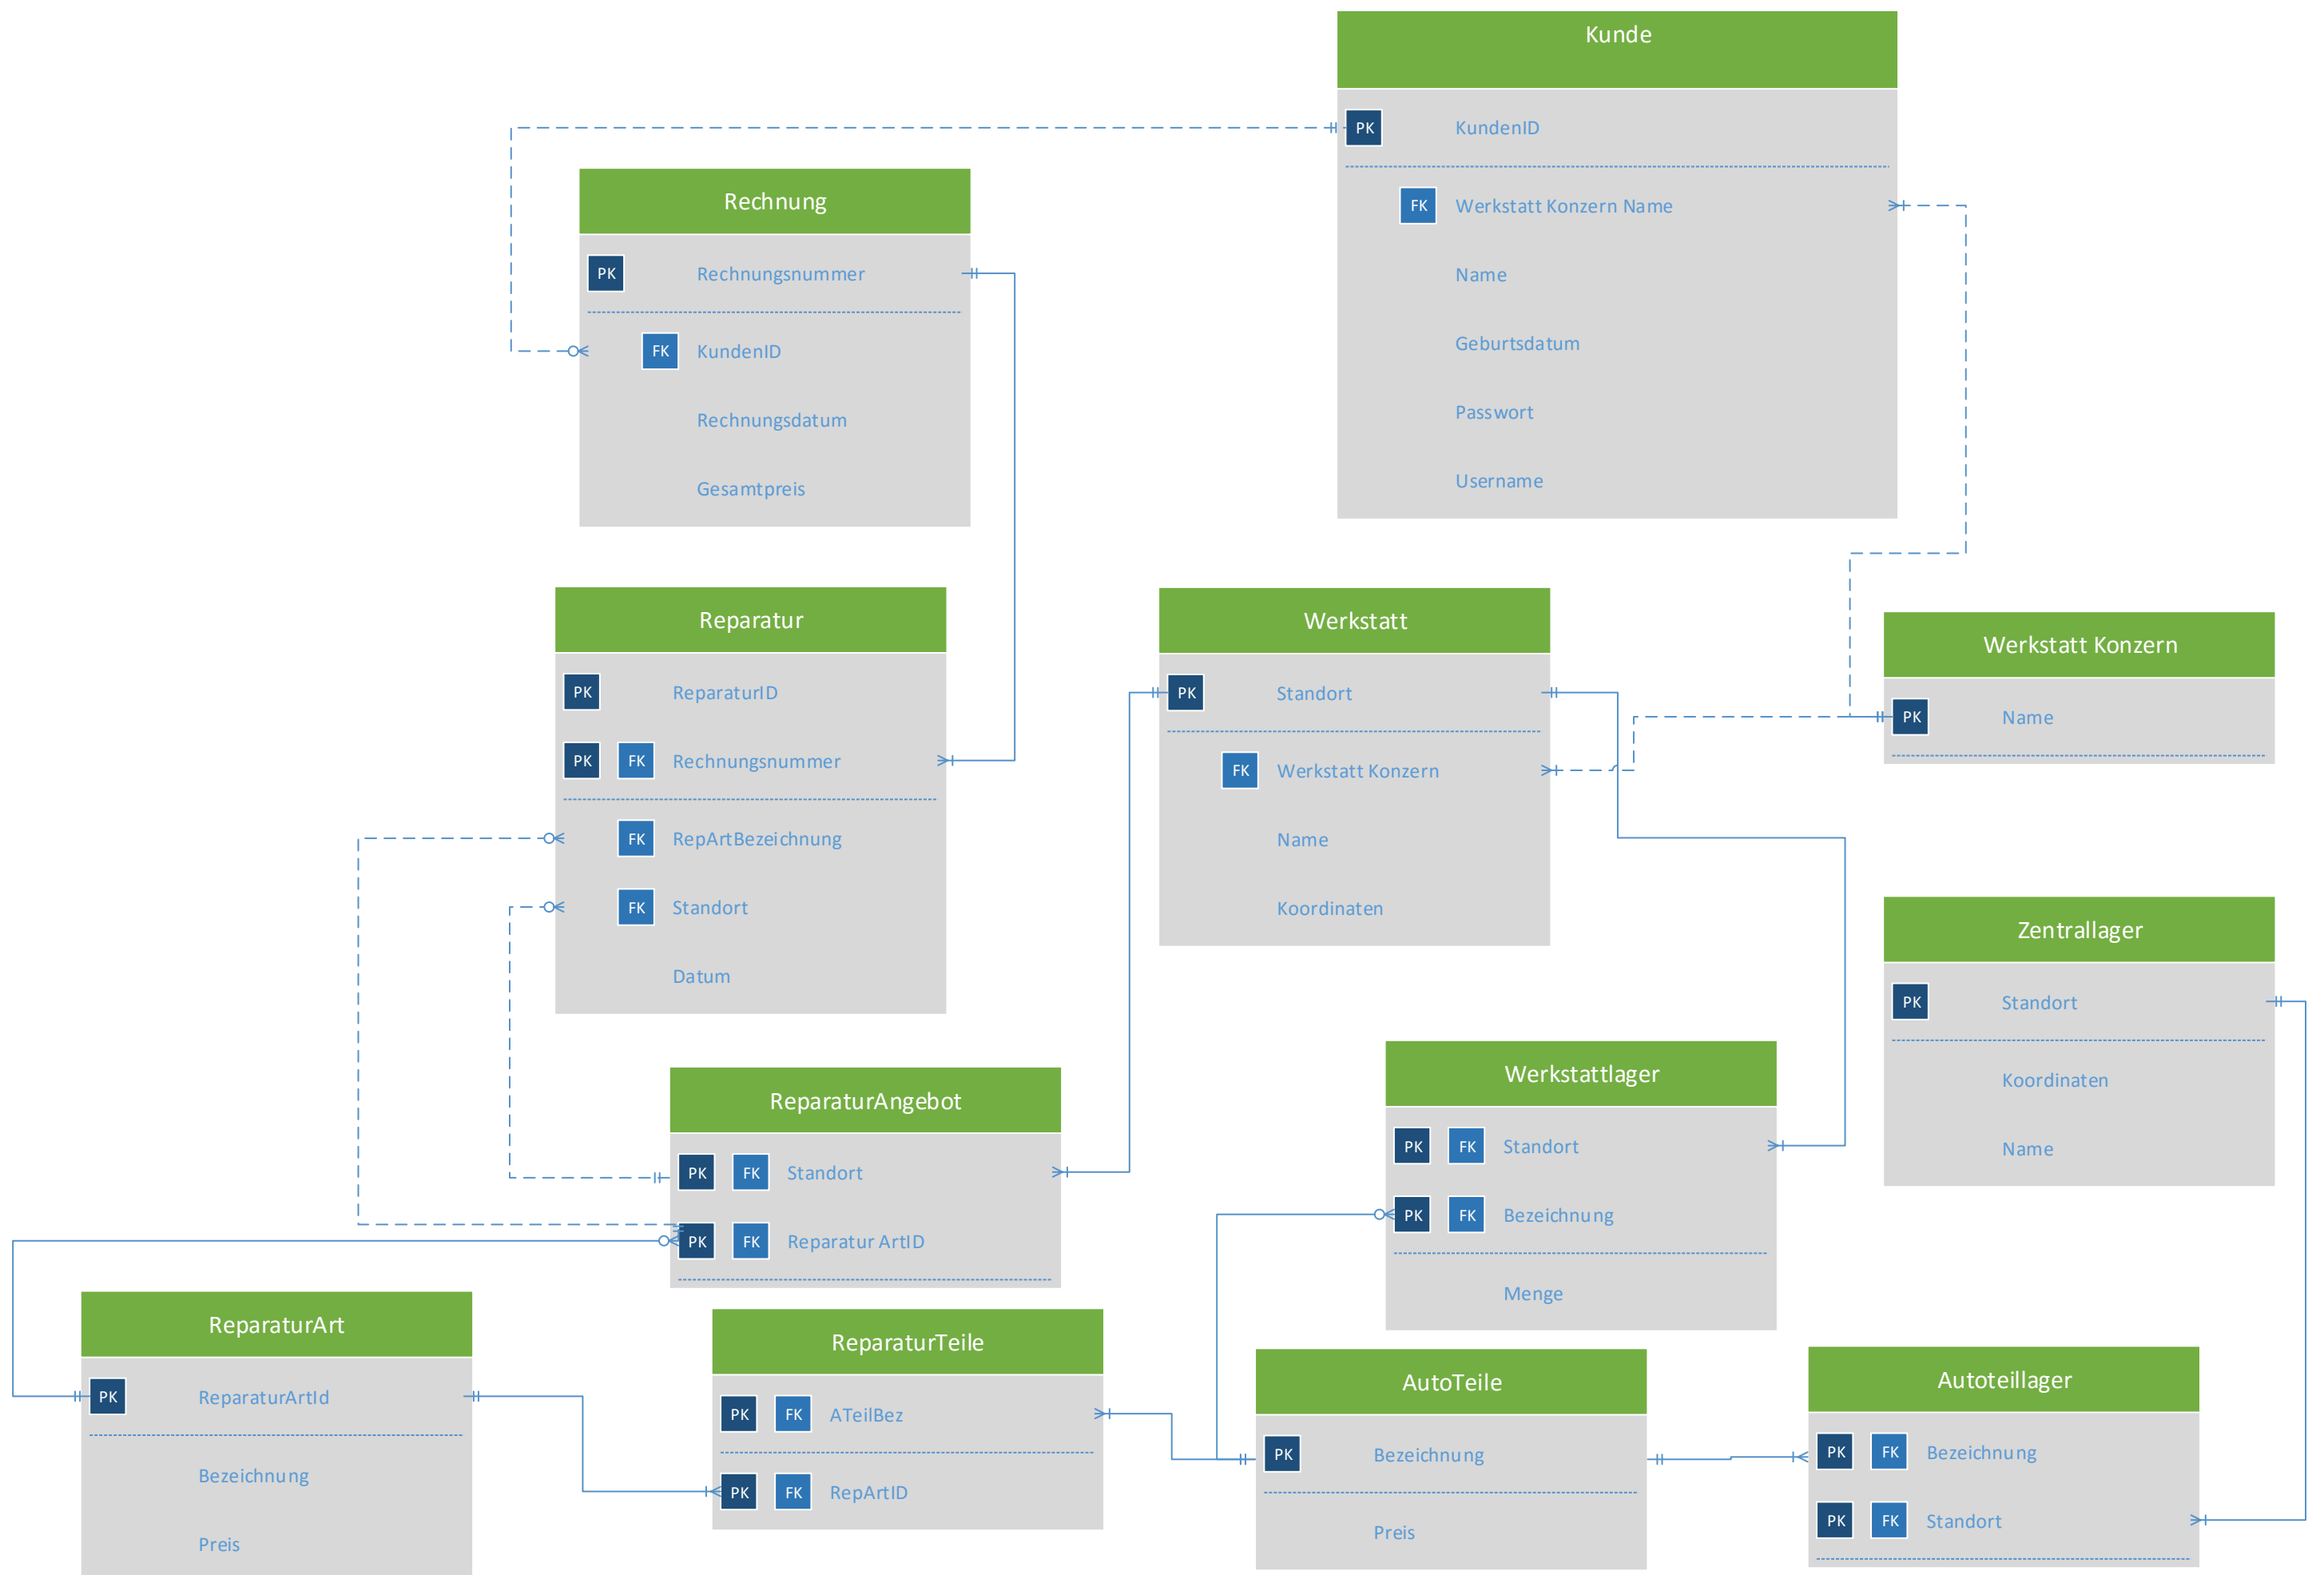 Kunde
PK KundenID
FK Werkstatt Konzern Name
Name
Geburtsdatum
Passwort
Username
Rechnung
PK Rechnungsnummer
FK KundenID
Rechnungsdatum
Gesamtpreis
Reparatur
PK ReparaturID
PK FK Rechnungsnummer
FK RepArtBezeichnung
FK Standort
Datum
Werkstatt
PK Standort
FK Werkstatt Konzern
Name
Koordinaten
Werkstatt Konzern
PK Name
Zentrallager
PK Standort
Koordinaten
Name
ReparaturAngebot
PK FK Standort
PK FK Reparatur ArtID
Werkstattlager
PK FK Standort
PK FK Bezeichnung
Menge
ReparaturArt
PK ReparaturArtId
Bezeichnung
Preis
ReparaturTeile
PK FK ATeilBez
PK FK RepArtID
AutoTeile
PK Bezeichnung
Preis
Autoteillager
PK FK Bezeichnung
PK FK Standort